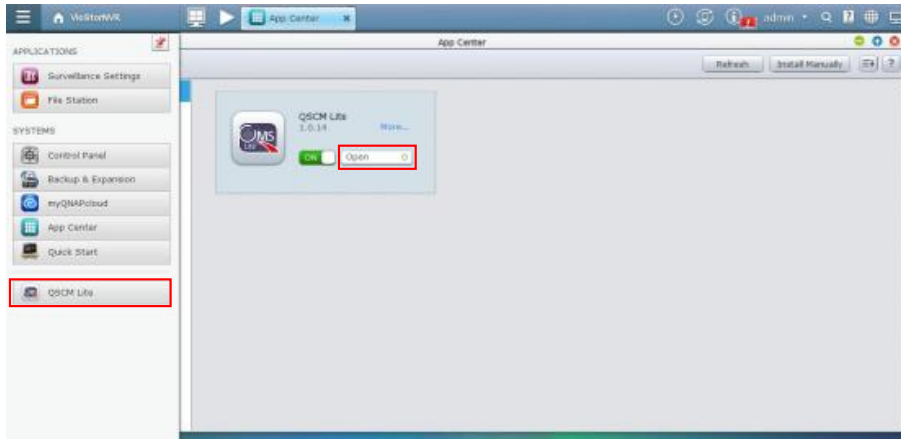 VioStorNVR
App Center
admin
App Center
APPLICATIONS
Surveillance Settings
File Station
SYSTEMS
Control Panel
Backup & Expansion
myQNAPcloud
App Center
Quick Start
QSCM Lite
Refresh
Install Manually
?
QSCM Lite
1.0.14
More...
ON
Open
QMS
Lite